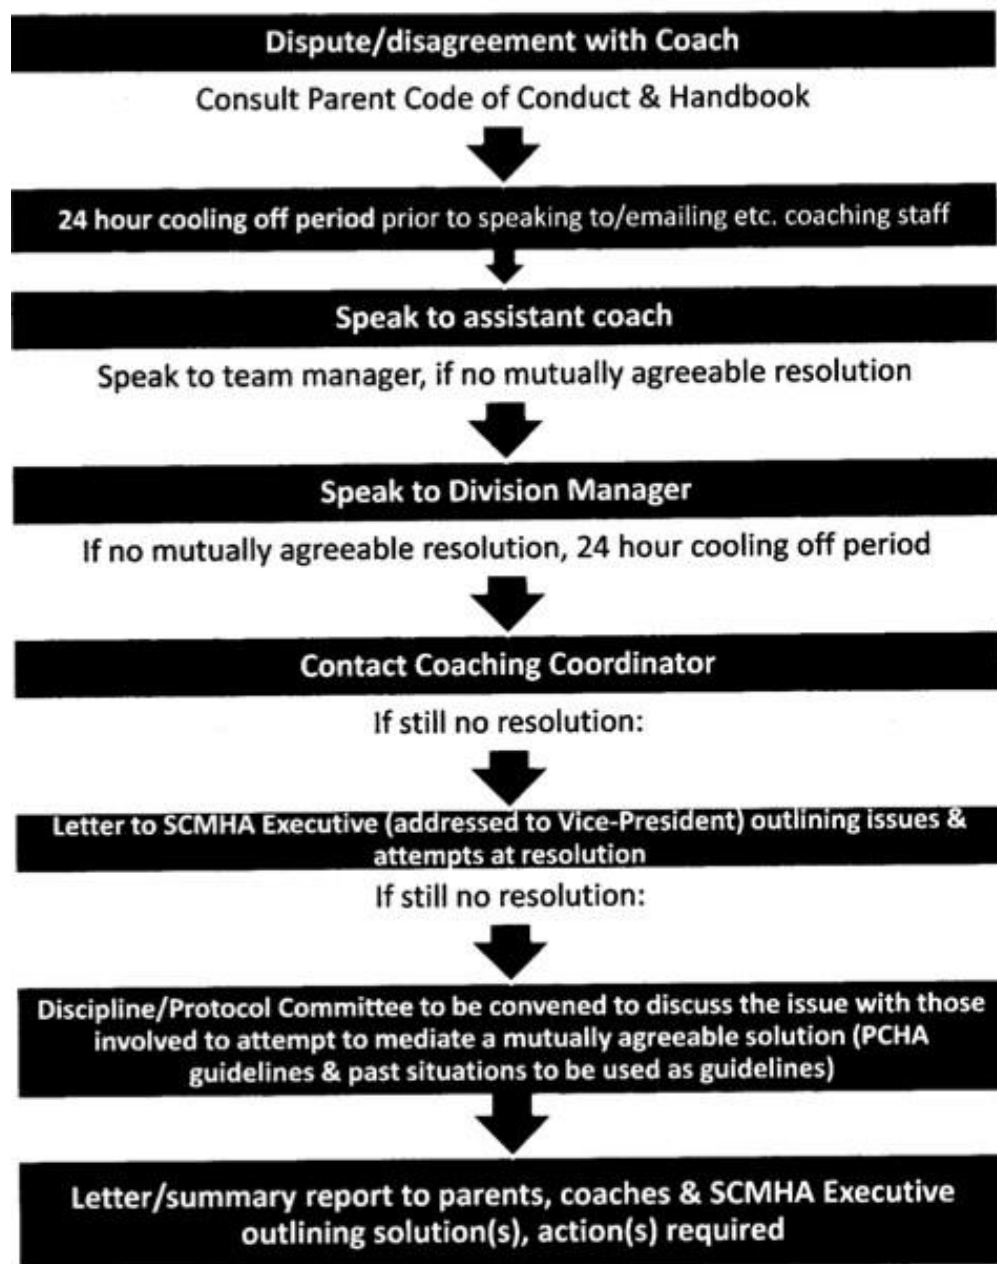 Dispute/disagreement with Coach
Consult Parent Code of Conduct & Handbook
24 hour cooling off period prior to speaking to/emailing etc. coaching staff
Speak to assistant coach
Speak to team manager, if no mutually agreeable resolution
Speak to Division Manager
If no mutually agreeable resolution, 24 hour cooling off period
Contact Coaching Coordinator
If still no resolution:
Letter to SCMHA Executive (addressed to Vice-President) outlining issues &
attempts at resolution
If still no resolution:
Discipline/Protocol Committee to be convened to discuss the issue with those
involved to attempt to mediate a mutually agreeable solution (PCHA
guidelines & past situations to be used as guidelines)
Letter/summary report to parents, coaches & SCMHA Executive
outlining solution(s), action(s) required